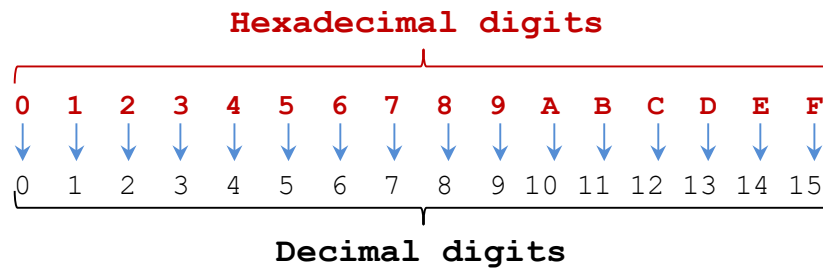 Hexadecimal digits
0 1 2 3 4 5 6 7 8 9 A B C D E F
0 1 2 3 4 5 6 7 8 9 10 11 12 13 14 15
Decimal digits